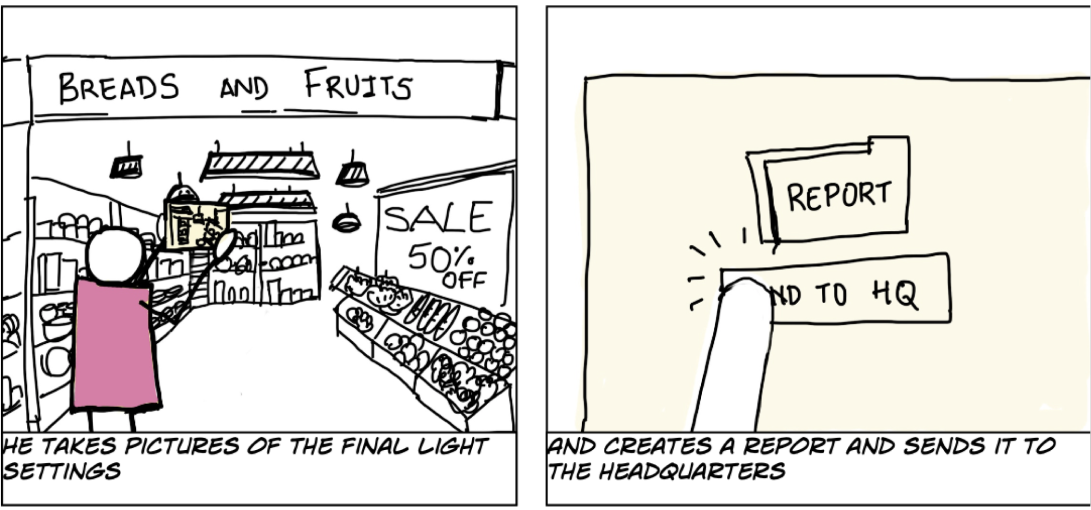 BREADS AND FRUITS
SALE
50%
OFF
HE TAKES PICTURES OF THE FINAL LIGHT
SETTINGS
REPORT
ND TO HQ
AND CREATES A REPORT AND SENDS IT TO
THE HEADQUARTERS